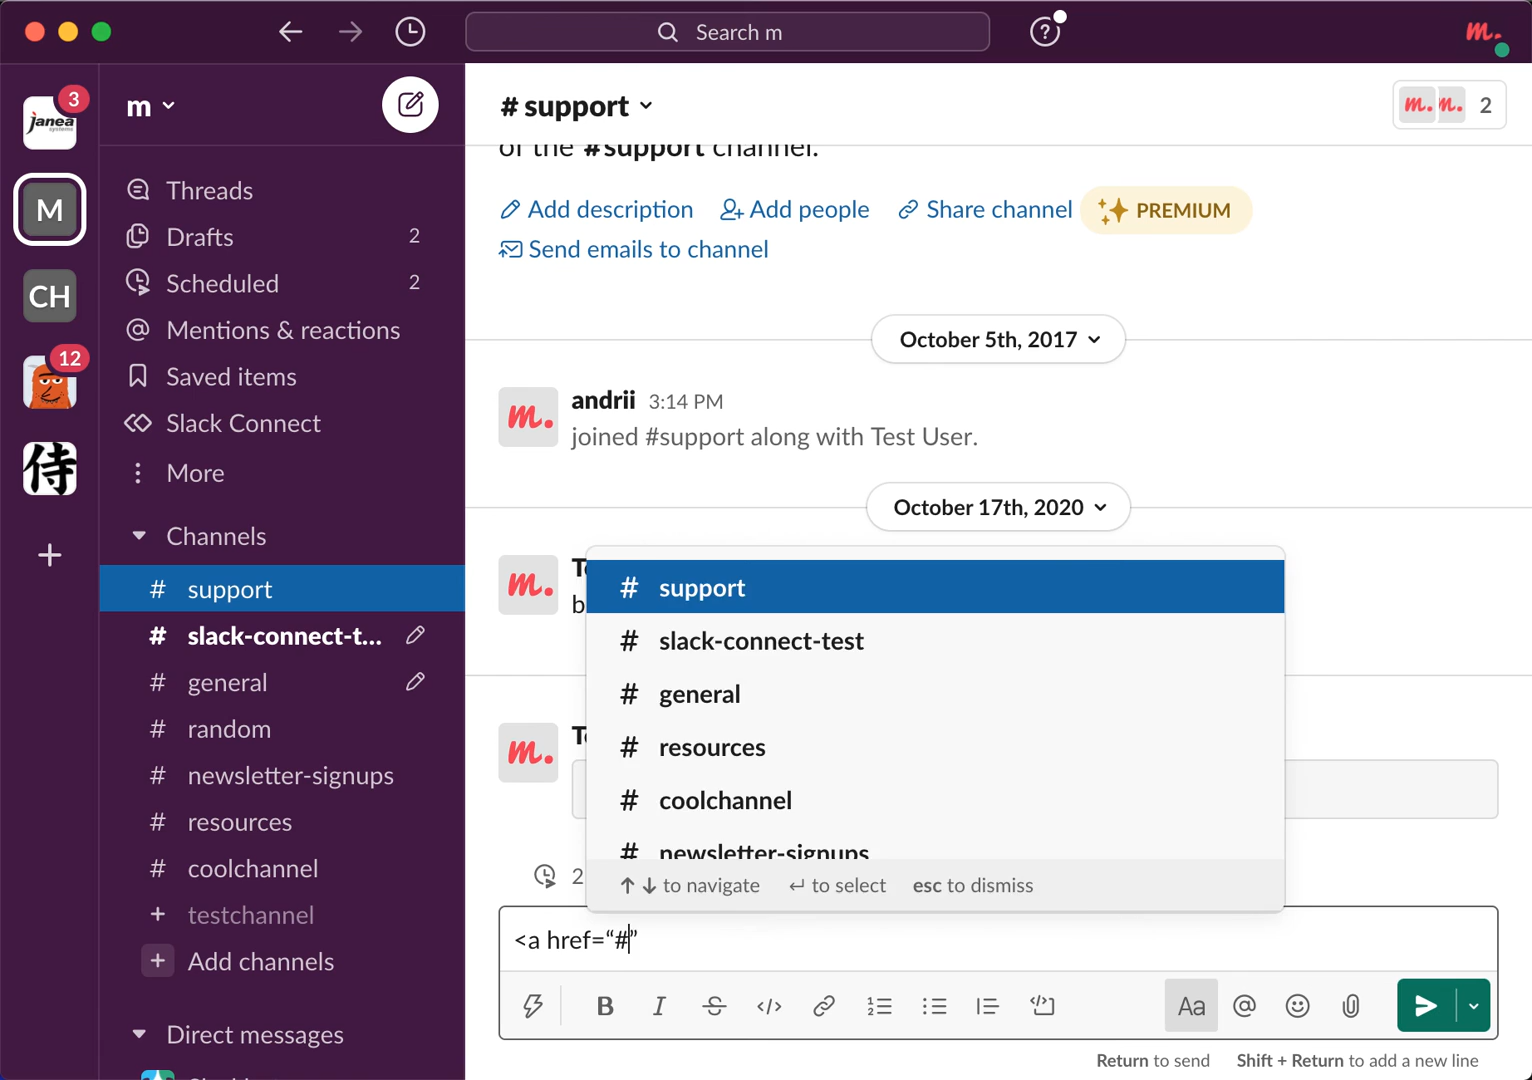 Search m
m.
3
janea
systems
M
CH
12
侍
m
Threads
Drafts 2
Scheduled 2
Mentions & reactions
Saved items
Slack Connect
More
Channels
# support
# slack-connect-t...
# general
# random
# newsletter-signups
# resources
# coolchannel
+ testchannel
+ Add channels
Direct messages
# support
m. m. 2
of the #support channel.
Add description Add people Share channel PREMIUM
Send emails to channel
October 5th, 2017
m.
andrii 3:14 PM
joined #support along with Test User.
October 17th, 2020
m.
# support
# slack-connect-test
# general
m.
# resources
# coolchannel
# newsletter-signups
2
↑ ↓ to navigate ↵ to select esc to dismiss
<a href=“#”
B I S </> Aa @
Return to send Shift + Return to add a new line